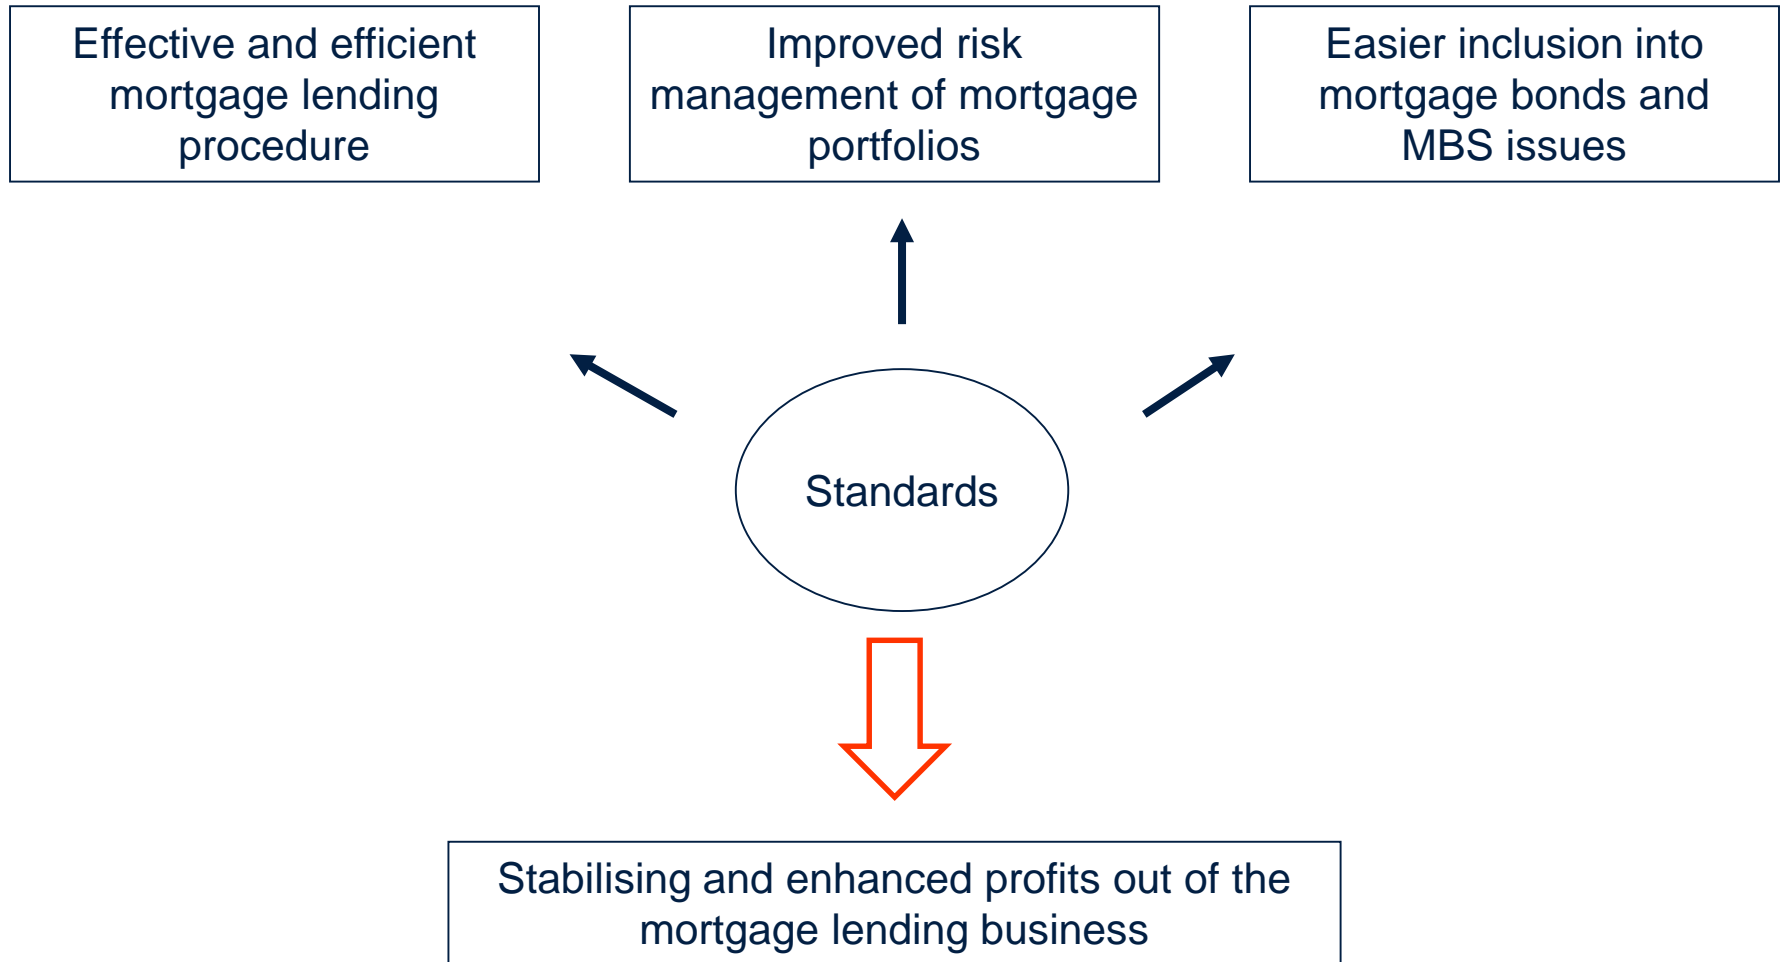 Effective and efficient
mortgage lending
procedure
Improved risk
management of mortgage
portfolios
Easier inclusion into
mortgage bonds and
MBS issues
Standards
Stabilising and enhanced profits out of the
mortgage lending business